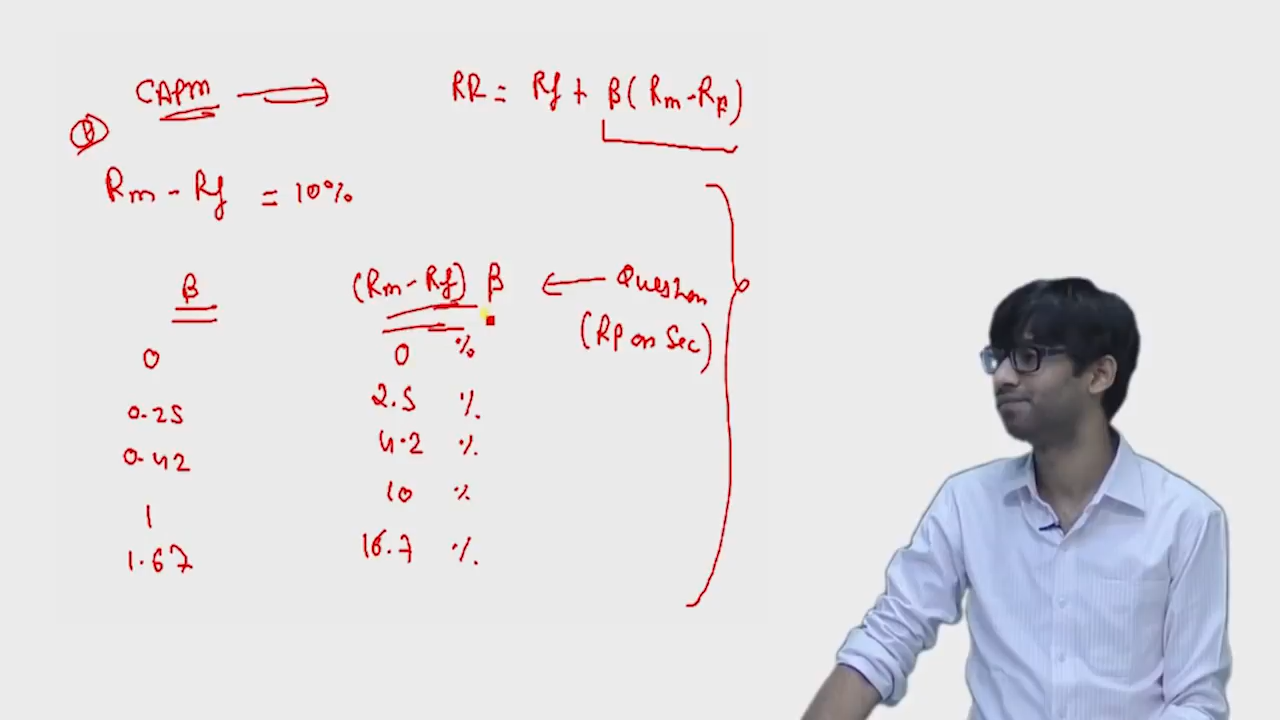 CAPM ⟹ RR = Rf + β(Rm-Rf)
Rm - Rf = 10%
β (Rm-Rf) β ← Question
(RP on Sec)
0 0 %
0.25 2.5 %
0.42 4.2 %
1 10 %
1.67 16.7 %